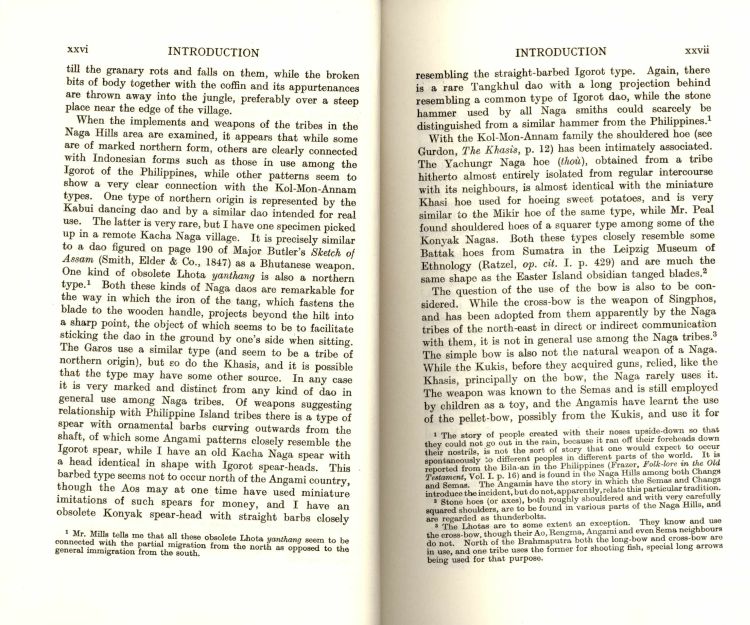 xxvi INTRODUCTION
till the granary rots and falls on them, while the broken
bits of body together with the coffin and its appurtenances
are thrown away into the jungle, preferably over a steep
place near the edge of the village.
When the implements and weapons of the tribes in the
Naga Hills area are examined, it appears that while some
are of marked northern form, others are clearly connected
with Indonesian forms such as those in use among the
Igorot of the Philippines, while other patterns seem to
show a very clear connection with the Kol-Mon-Annam
types. One type of northern origin is represented by the
Kabui dancing dao and by a similar dao intended for real
use. The latter is very rare, but I have one specimen picked
up in a remote Kacha Naga village. It is precisely similar
to a dao figured on page 190 of Major Butler's Sketch of
Assam (Smith, Elder & Co., 1847) as a Bhutanese weapon.
One kind of obsolete Lhota yanthang is also a northern
type.¹ Both these kinds of Naga daos are remarkable for
the way in which the iron of the tang, which fastens the
blade to the wooden handle, projects beyond the hilt into
a sharp point, the object of which seems to be to facilitate
sticking the dao in the ground by one's side when sitting.
The Garos use a similar type (and seem to be a tribe of
northern origin), but so do the Khasis, and it is possible
that the type may have some other source. In any case
it is very marked and distinct from any kind of dao in
general use among Naga tribes. Of weapons suggesting
relationship with Philippine Island tribes there is a type of
spear with ornamental barbs curving outwards from the
shaft, of which some Angami patterns closely resemble the
Igorot spear, while I have an old Kacha Naga spear with
a head identical in shape with Igorot spear-heads. This
barbed type seems not to occur north of the Angami country,
though the Aos may at one time have used miniature
imitations of such spears for money, and I have an
obsolete Konyak spear-head with straight barbs closely
¹ Mr. Mills tells me that all these obsolete Lhota yanthang seem to be
connected with the partial migration from the north as opposed to the
general immigration from the south.
INTRODUCTION xxvii
resembling the straight-barbed Igorot type. Again, there
is a rare Tangkhul dao with a long projection behind
resembling a common type of Igorot dao, while the stone
hammer used by all Naga smiths could scarcely be
distinguished from a similar hammer from the Philippines.¹
With the Kol-Mon-Annam family the shouldered hoe (see
Gurdon, The Khasis, p. 12) has been intimately associated.
The Yachungr Naga hoe (thoù), obtained from a tribe
hitherto almost entirely isolated from regular intercourse
with its neighbours, is almost identical with the miniature
Khasi hoe used for hoeing sweet potatoes, and is very
similar to the Mikir hoe of the same type, while Mr. Peal
found shouldered hoes of a squarer type among some of the
Konyak Nagas. Both these types closely resemble some
Battak hoes from Sumatra in the Leipzig Museum of
Ethnology (Ratzel, op. cit. I. p. 429) and are much the
same shape as the Easter Island obsidian tanged blades.²
The question of the use of the bow is also to be con-
sidered. While the cross-bow is the weapon of Singphos,
and has been adopted from them apparently by the Naga
tribes of the north-east in direct or indirect communication
with them, it is not in general use among the Naga tribes.³
The simple bow is also not the natural weapon of a Naga.
While the Kukis, before they acquired guns, relied, like the
Khasis, principally on the bow, the Naga rarely uses it.
The weapon was known to the Semas and is still employed
by children as a toy, and the Angamis have learnt the use
of the pellet-bow, possibly from the Kukis, and use it for
¹ The story of people created with their noses upside-down so that
they could not go out in the rain, because it ran off their foreheads down
their nostrils, is not the sort of story that one would expect to occur
spontaneously to different peoples in different parts of the world. It is
reported from the Bila-an in the Philippines (Frazer, Folk-lore in the Old
Testament, Vol. I. p. 16) and is found in the Naga Hills among both Changs
and Semas. The Angamis have the story in which the Semas and Changs
introduce the incident, but do not, apparently, relate this particular tradition.
² Stone hoes (or axes), both roughly shouldered and with very carefully
squared shoulders, are to be found in various parts of the Naga Hills, and
are regarded as thunderbolts.
³ The Lhotas are to some extent an exception. They know and use
the cross-bow, though their Ao, Rengma, Angami and even Sema neighbours
do not. North of the Brahmaputra both the long-bow and cross-bow are
in use, and one tribe uses the former for shooting fish, special long arrows
being used for that purpose.